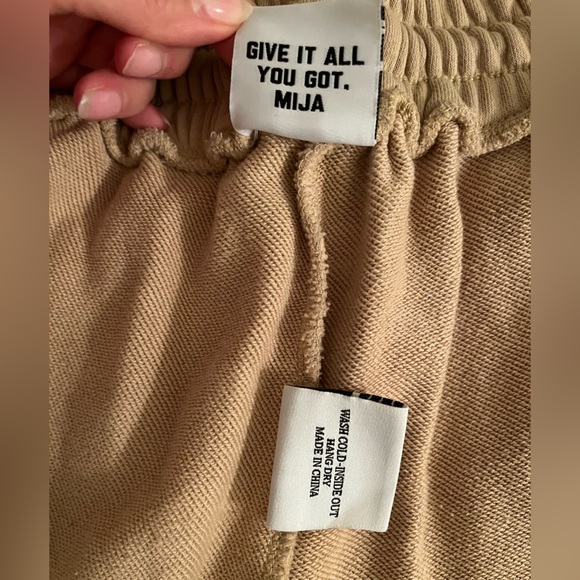 GIVE IT ALL
YOU GOT,
MIJA
WASH COLD-INSIDE OUT
HANG DRY
MADE IN CHINA